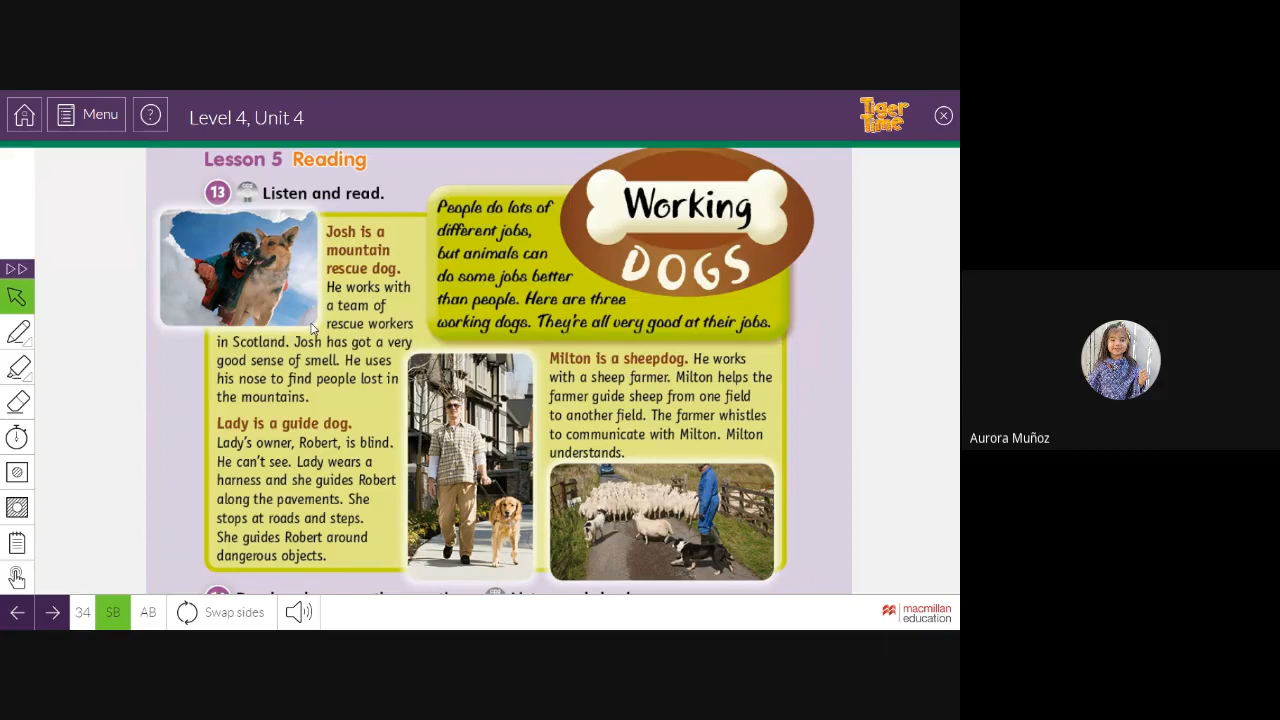 Menu
?
Level 4, Unit 4
Tiger
Time
Lesson 5 Reading
13 Listen and read.
Working
DOGS
People do lots of
different jobs,
but animals can
do some jobs better
than people. Here are three
working dogs. They're all very good at their jobs.
Josh is a
mountain
rescue dog.
He works with
a team of
rescue workers
in Scotland. Josh has got a very
good sense of smell. He uses
his nose to find people lost in
the mountains.
Lady is a guide dog.
Lady's owner, Robert, is blind.
He can't see. Lady wears a
harness and she guides Robert
along the pavements. She
stops at roads and steps.
She guides Robert around
dangerous objects.
Milton is a sheepdog. He works
with a sheep farmer. Milton helps the
farmer guide sheep from one field
to another field. The farmer whistles
to communicate with Milton. Milton
understands.
34
SB
AB
Swap sides
macmillan
education
Aurora Muñoz